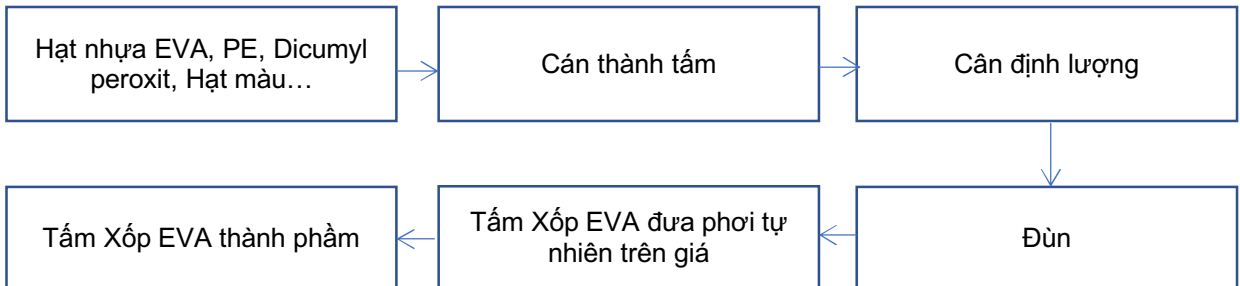 Hạt nhựa EVA, PE, Dicumyl
peroxit, Hạt màu…
Cán thành tấm
Cân định lượng
Đùn
Tấm Xốp EVA đưa phơi tự
nhiên trên giá
Tấm Xốp EVA thành phầm